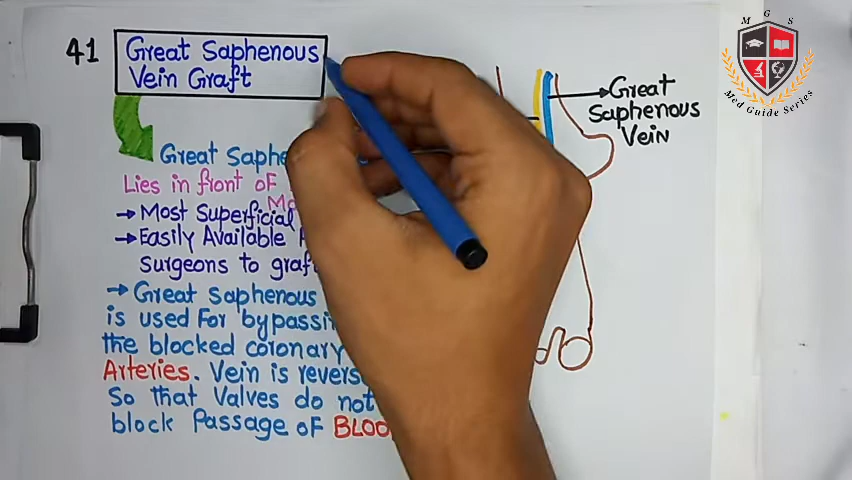 41
Great Saphenous
Vein Graft
Great Saphe
Lies in front of
→ Most Superficial
→ Easily Available
surgeons to graft
→ Great saphenous
is used for bypassi
the blocked coronary
Arteries. Vein is revers
So that Valves do not
block Passage of BLOO
Great
Saphenous
Vein
M G S
Med Guide Series